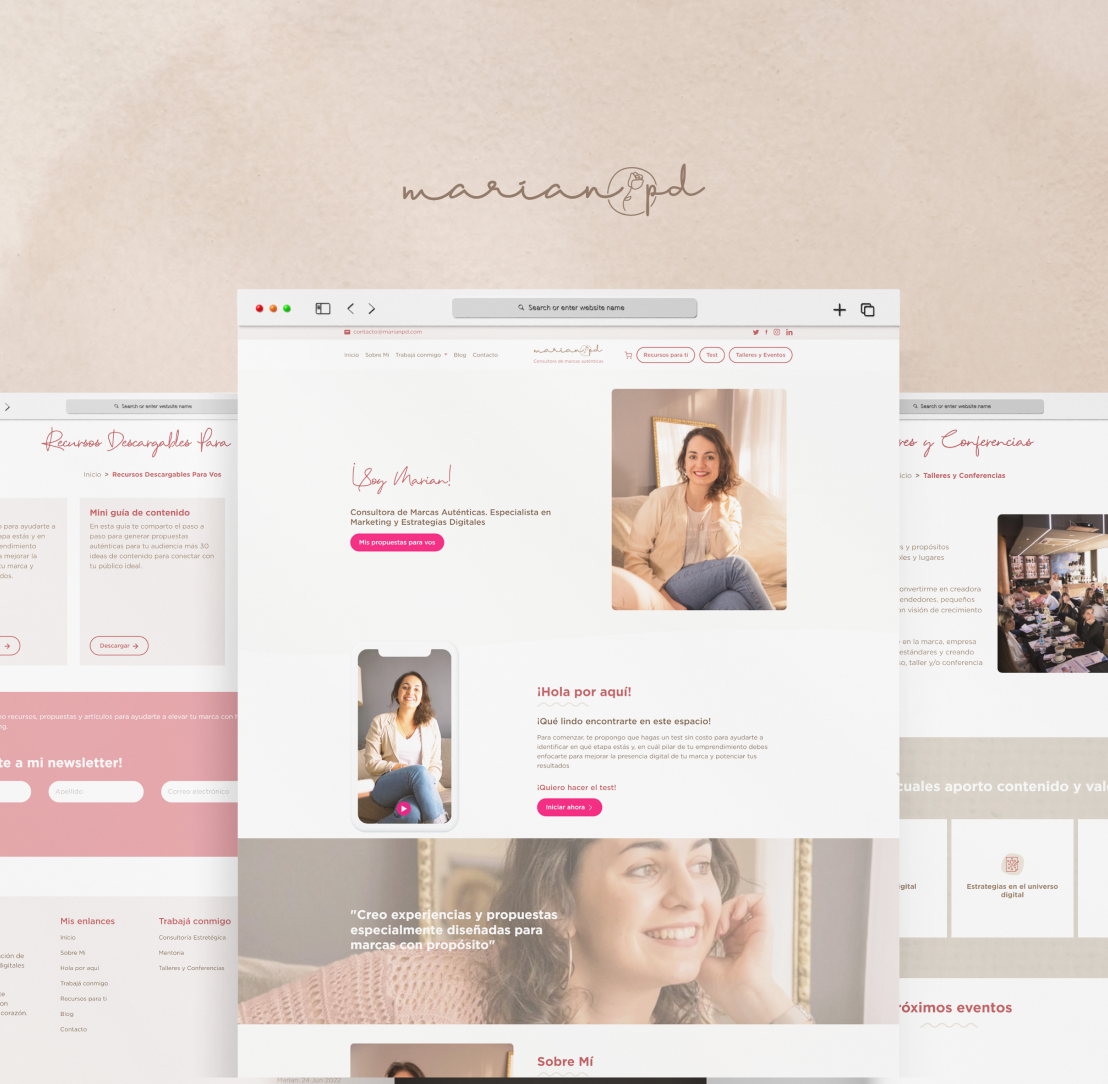 marian pd
Search or enter website name
contacto@marianpd.com
Inicio Sobre Mi Trabaja conmigo Blog Contacto
marian pd
Consultora de marcas auténticas
Recursos para ti
Test
Talleres y Eventos
¡Soy Marian!
Consultora de Marcas Auténticas. Especialista en
Marketing y Estrategias Digitales
Mis propuestas para vos
¡Hola por aquí!
¡Qué lindo encontrarte en este espacio!
Para comenzar, te propongo que hagas un test sin costo para ayudarte a
identificar en qué etapa estás y, en cuál pilar de tu emprendimiento debes
enfocarte para mejorar la presencia digital de tu marca y potenciar tus
resultados
¡Quiero hacer el test!
Iniciar ahora
"Creo experiencias y propuestas
especialmente diseñadas para
marcas con propósito"
Sobre Mí
Search or enter website name
Recursos Descargables Para
Inicio > Recursos Descargables Para Vos
para ayudarte a
apa estás y en
endimiento
a mejorar la
tu marca y
dos.
Mini guía de contenido
En esta guía te comparto el paso a
paso para generar propuestas
auténticas para tu audiencia más 30
ideas de contenido para conectar con
tu público ideal.
Descargar
o recursos, propuestas y artículos para ayudarte a elevar tu marca con
ng.
te a mi newsletter!
Apellido
Correo electrónico
ción de
digitales
te
on
corazón
Mis enlances
Inicio
Sobre Mi
Hola por aquí
Trabajá conmigo
Recursos para ti
Blog
Contacto
Trabajá conmigo
Consultoría Estratégica
Mentoria
Talleres y Conferencias
Marian, 24 Jun 2022
Search or enter website name
res y Conferencias
icio > Talleres y Conferencias
s y propósitos
les y lugares
onvertirme en creadora
endedores, pequeños
n visión de crecimiento
en la marca, empresa
estándares y creando
so, taller y/o conferencia
cuales aporto contenido y valo
igital
Estrategias en el universo
digital
róximos eventos